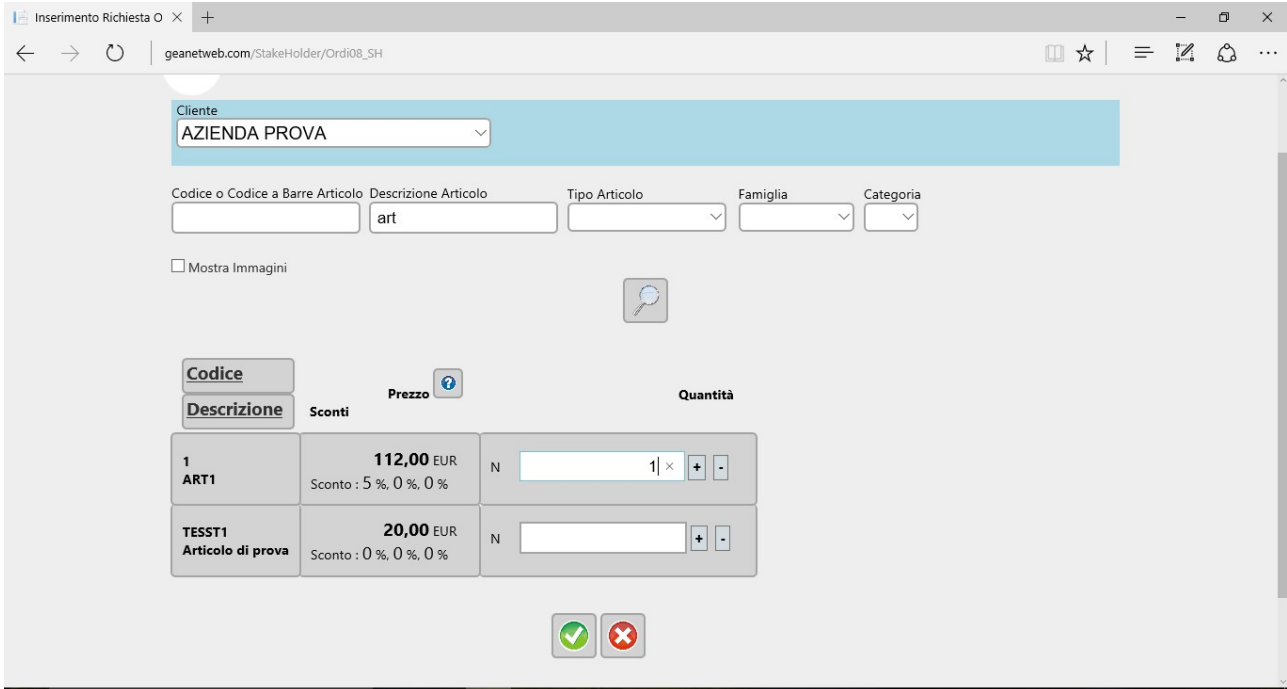 Inserimento Richiesta O
geanetweb.com/StakeHolder/Ordi08_SH
Cliente
AZIENDA PROVA
Codice o Codice a Barre Articolo Descrizione Articolo Tipo Articolo Famiglia Categoria
art
Mostra Immagini
Codice
Prezzo ?
Quantità
Descrizione Sconti
1
ART1
112,00 EUR
Sconto : 5 %, 0 %, 0 %
N 1 × + -
TESST1
Articolo di prova
20,00 EUR
Sconto : 0 %, 0 %, 0 %
N + -